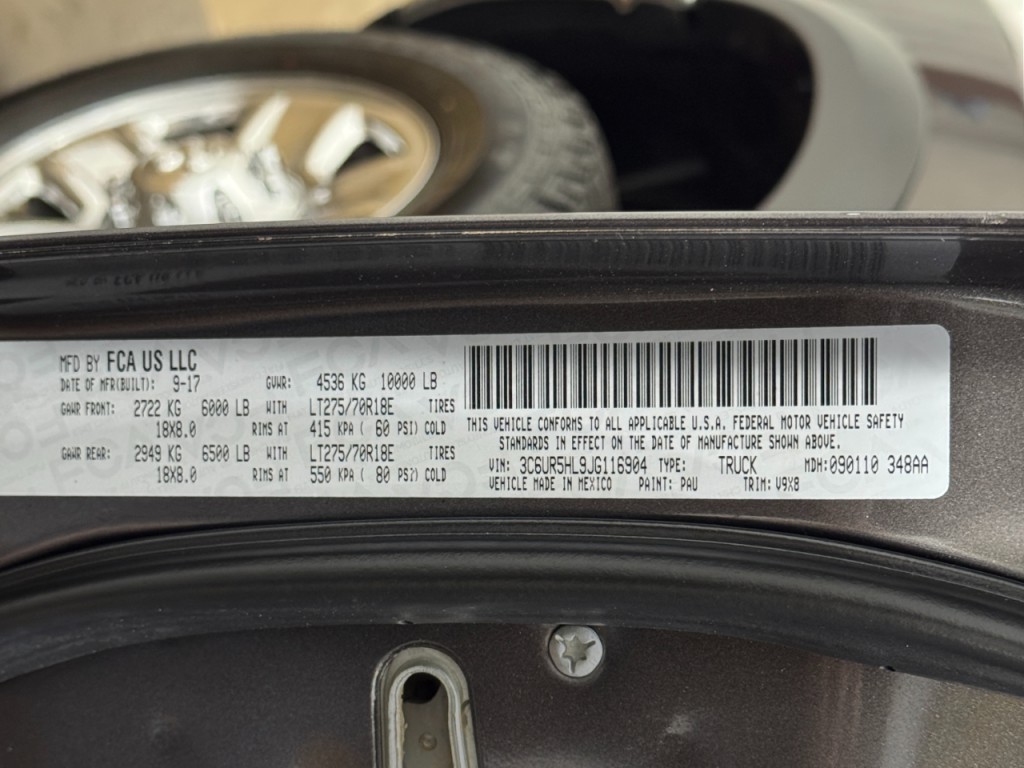 MFD BY FCA US LLC
DATE OF MFR(BUILT): 9-17 GVWR: 4536 KG 10000 LB
GAWR FRONT: 2722 KG 6000 LB WITH LT275/70R18E TIRES
18X8.0 RIMS AT 415 KPA ( 60 PSI) COLD
GAWR REAR: 2949 KG 6500 LB WITH LT275/70R18E TIRES
18X8.0 RIMS AT 550 KPA ( 80 PSI) COLD
THIS VEHICLE CONFORMS TO ALL APPLICABLE U.S.A. FEDERAL MOTOR VEHICLE SAFETY
STANDARDS IN EFFECT ON THE DATE OF MANUFACTURE SHOWN ABOVE.
VIN: 3C6UR5HL9JG116904 TYPE: TRUCK MDH: 090110 348AA
VEHICLE MADE IN MEXICO PAINT: PAU TRIM: V9X8